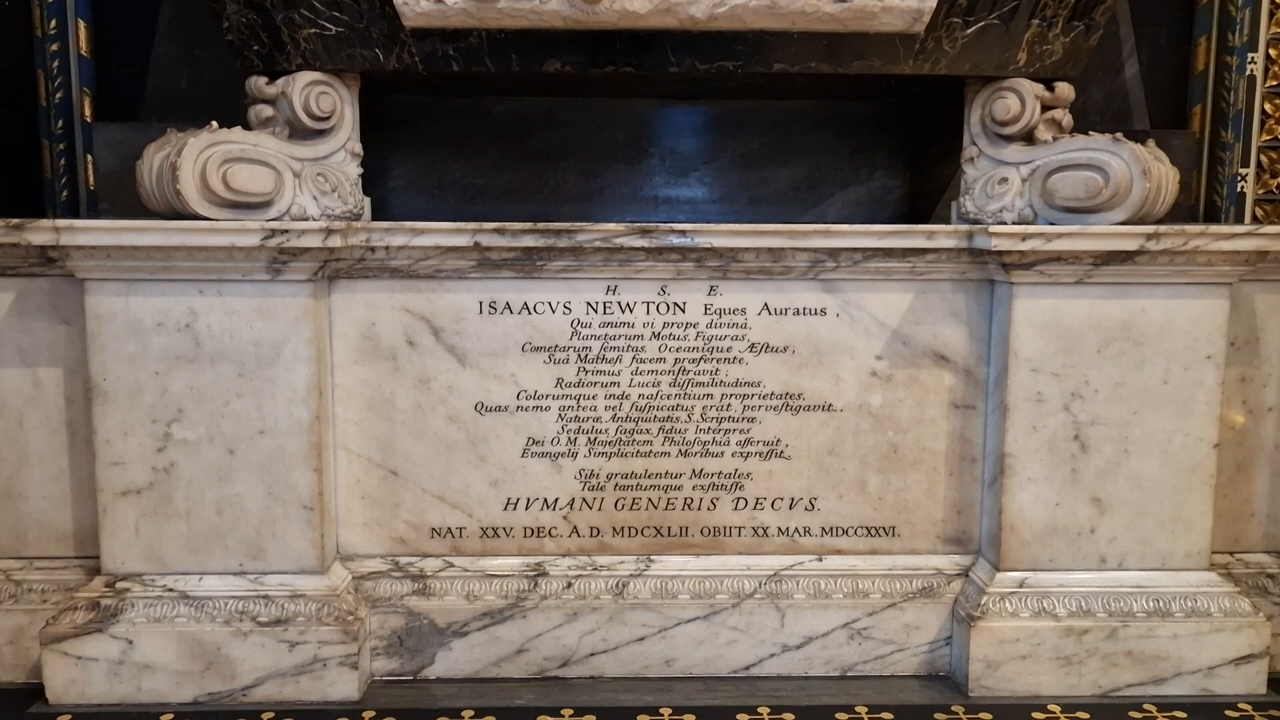 H. S. E.
ISAACVS NEWTON Eques Auratus,
Qui animi vi prope divinâ,
Planetarum Motus, Figuras,
Cometarum ſemitas, Oceanique Æſtus,
Suâ Matheſi facem præferente,
Primus demonſtravit;
Radiorum Lucis diſſimilitudines,
Colorumque inde naſcentium proprietates,
Quas nemo antea vel ſuſpicatus erat, perveſtigavit.
Naturæ, Antiquitatis, S. Scripturæ,
Sedulus, ſagax, fidus Interpres
Dei O. M. Majeſtatem Philoſophiâ aſſeruit,
Evangelij Simplicitatem Moribus expreſſit.
Sibi gratulentur Mortales,
Tale tantumque exſtitiſſe
HVMANI GENERIS DECVS.
NAT. XXV. DEC. A.D. MDCXLII. OBIIT. XX. MAR. MDCCXXVI.